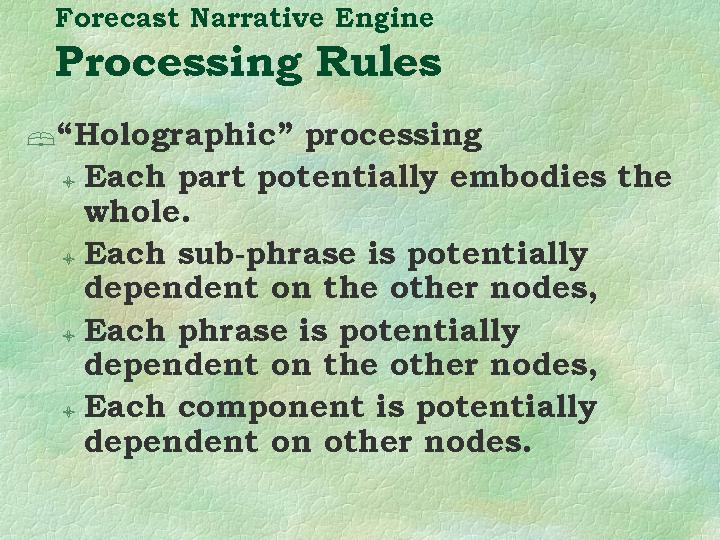 Forecast Narrative Engine
Processing Rules
“Holographic” processing
Each part potentially embodies the
whole.
Each sub-phrase is potentially
dependent on the other nodes,
Each phrase is potentially
dependent on the other nodes,
Each component is potentially
dependent on other nodes.